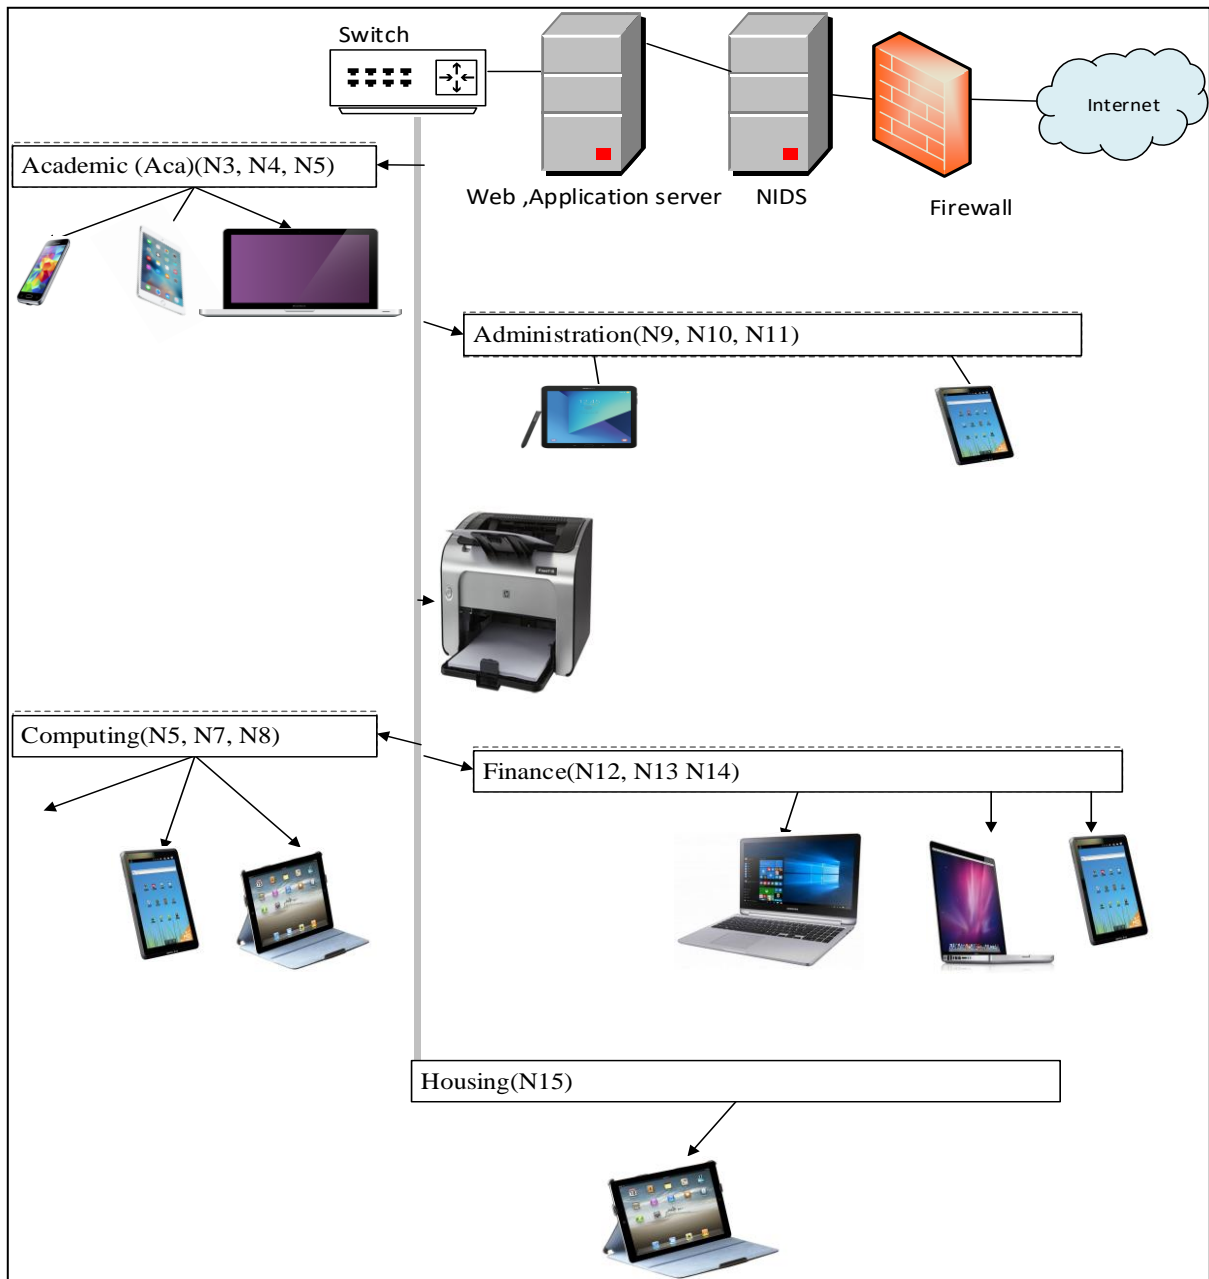 Switch
Internet
Web ,Application server
NIDS
Firewall
Academic (Aca)(N3, N4, N5)
Administration(N9, N10, N11)
Computing(N5, N7, N8)
Finance(N12, N13 N14)
Housing(N15)